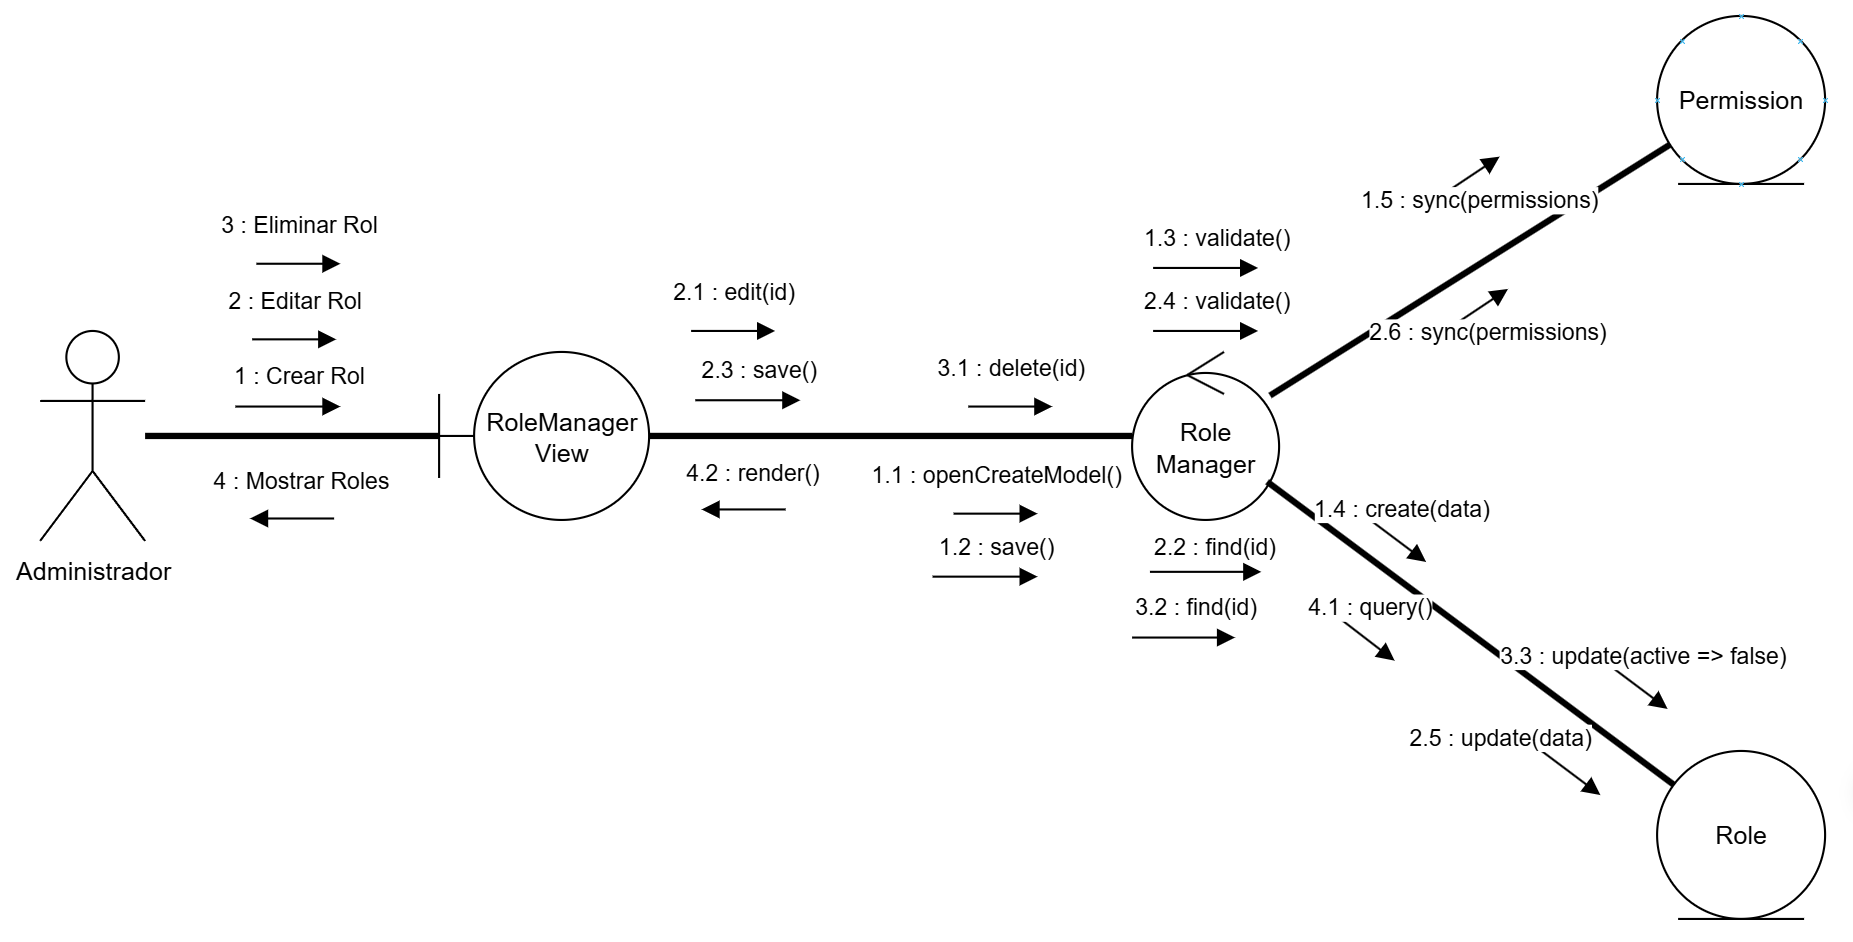 Permission
1.5 : sync(permissions)
3 : Eliminar Rol
1.3 : validate()
2.1 : edit(id)
2 : Editar Rol
2.4 : validate()
2.6 : sync(permissions)
2.3 : save()
3.1 : delete(id)
1 : Crear Rol
RoleManager
View
Role
Manager
4 : Mostrar Roles
4.2 : render()
1.1 : openCreateModel()
1.4 : create(data)
1.2 : save()
2.2 : find(id)
Administrador
3.2 : find(id)
4.1 : query()
3.3 : update(active => false)
2.5 : update(data)
Role